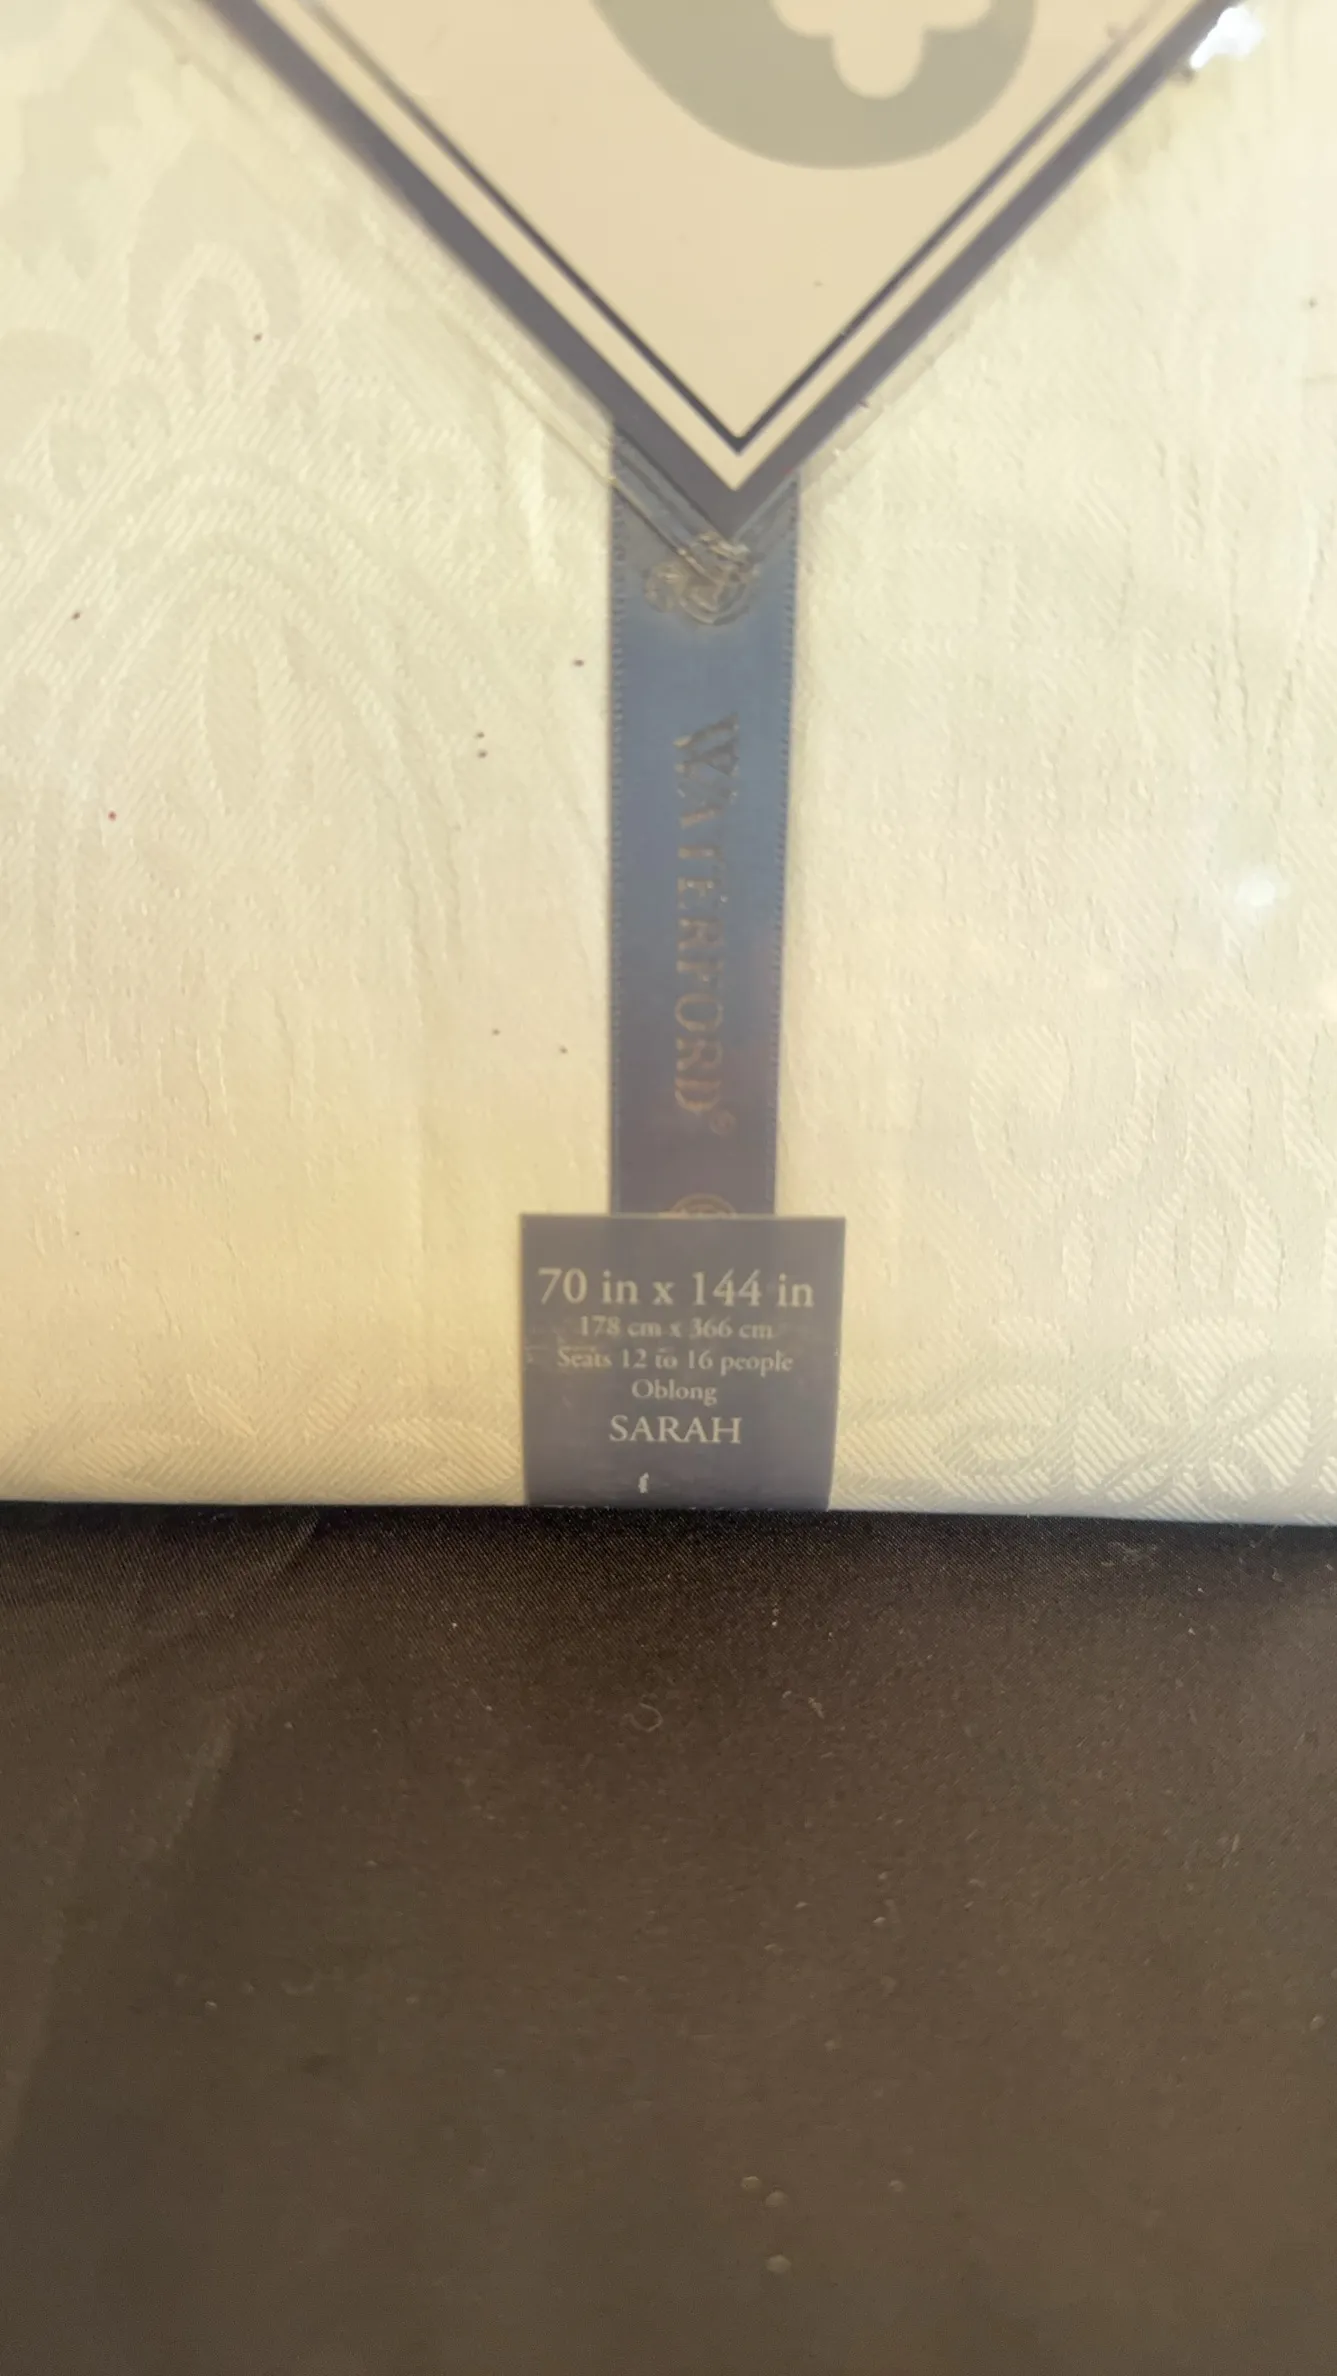 WATERFORD®
70 in x 144 in
178 cm x 366 cm
Seats 12 to 16 people
Oblong
SARAH